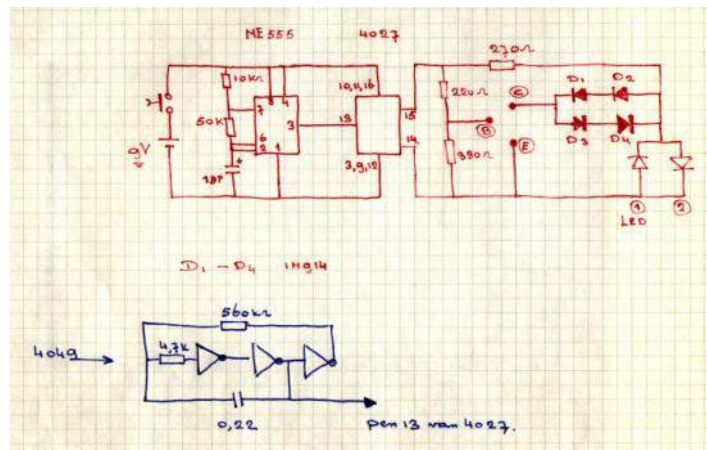 NE555 4027
270Ω
10KΩ 8 4 10,11,16 220Ω C D1 D2
7 15
50K 3 13 B
9V 6 14 D3 D4
2 1 330Ω E
1µF 3,9,12
1 2
LED
D1 - D4 1N914
560KΩ
4049 4,7K
0,22 pen 13 van 4027.